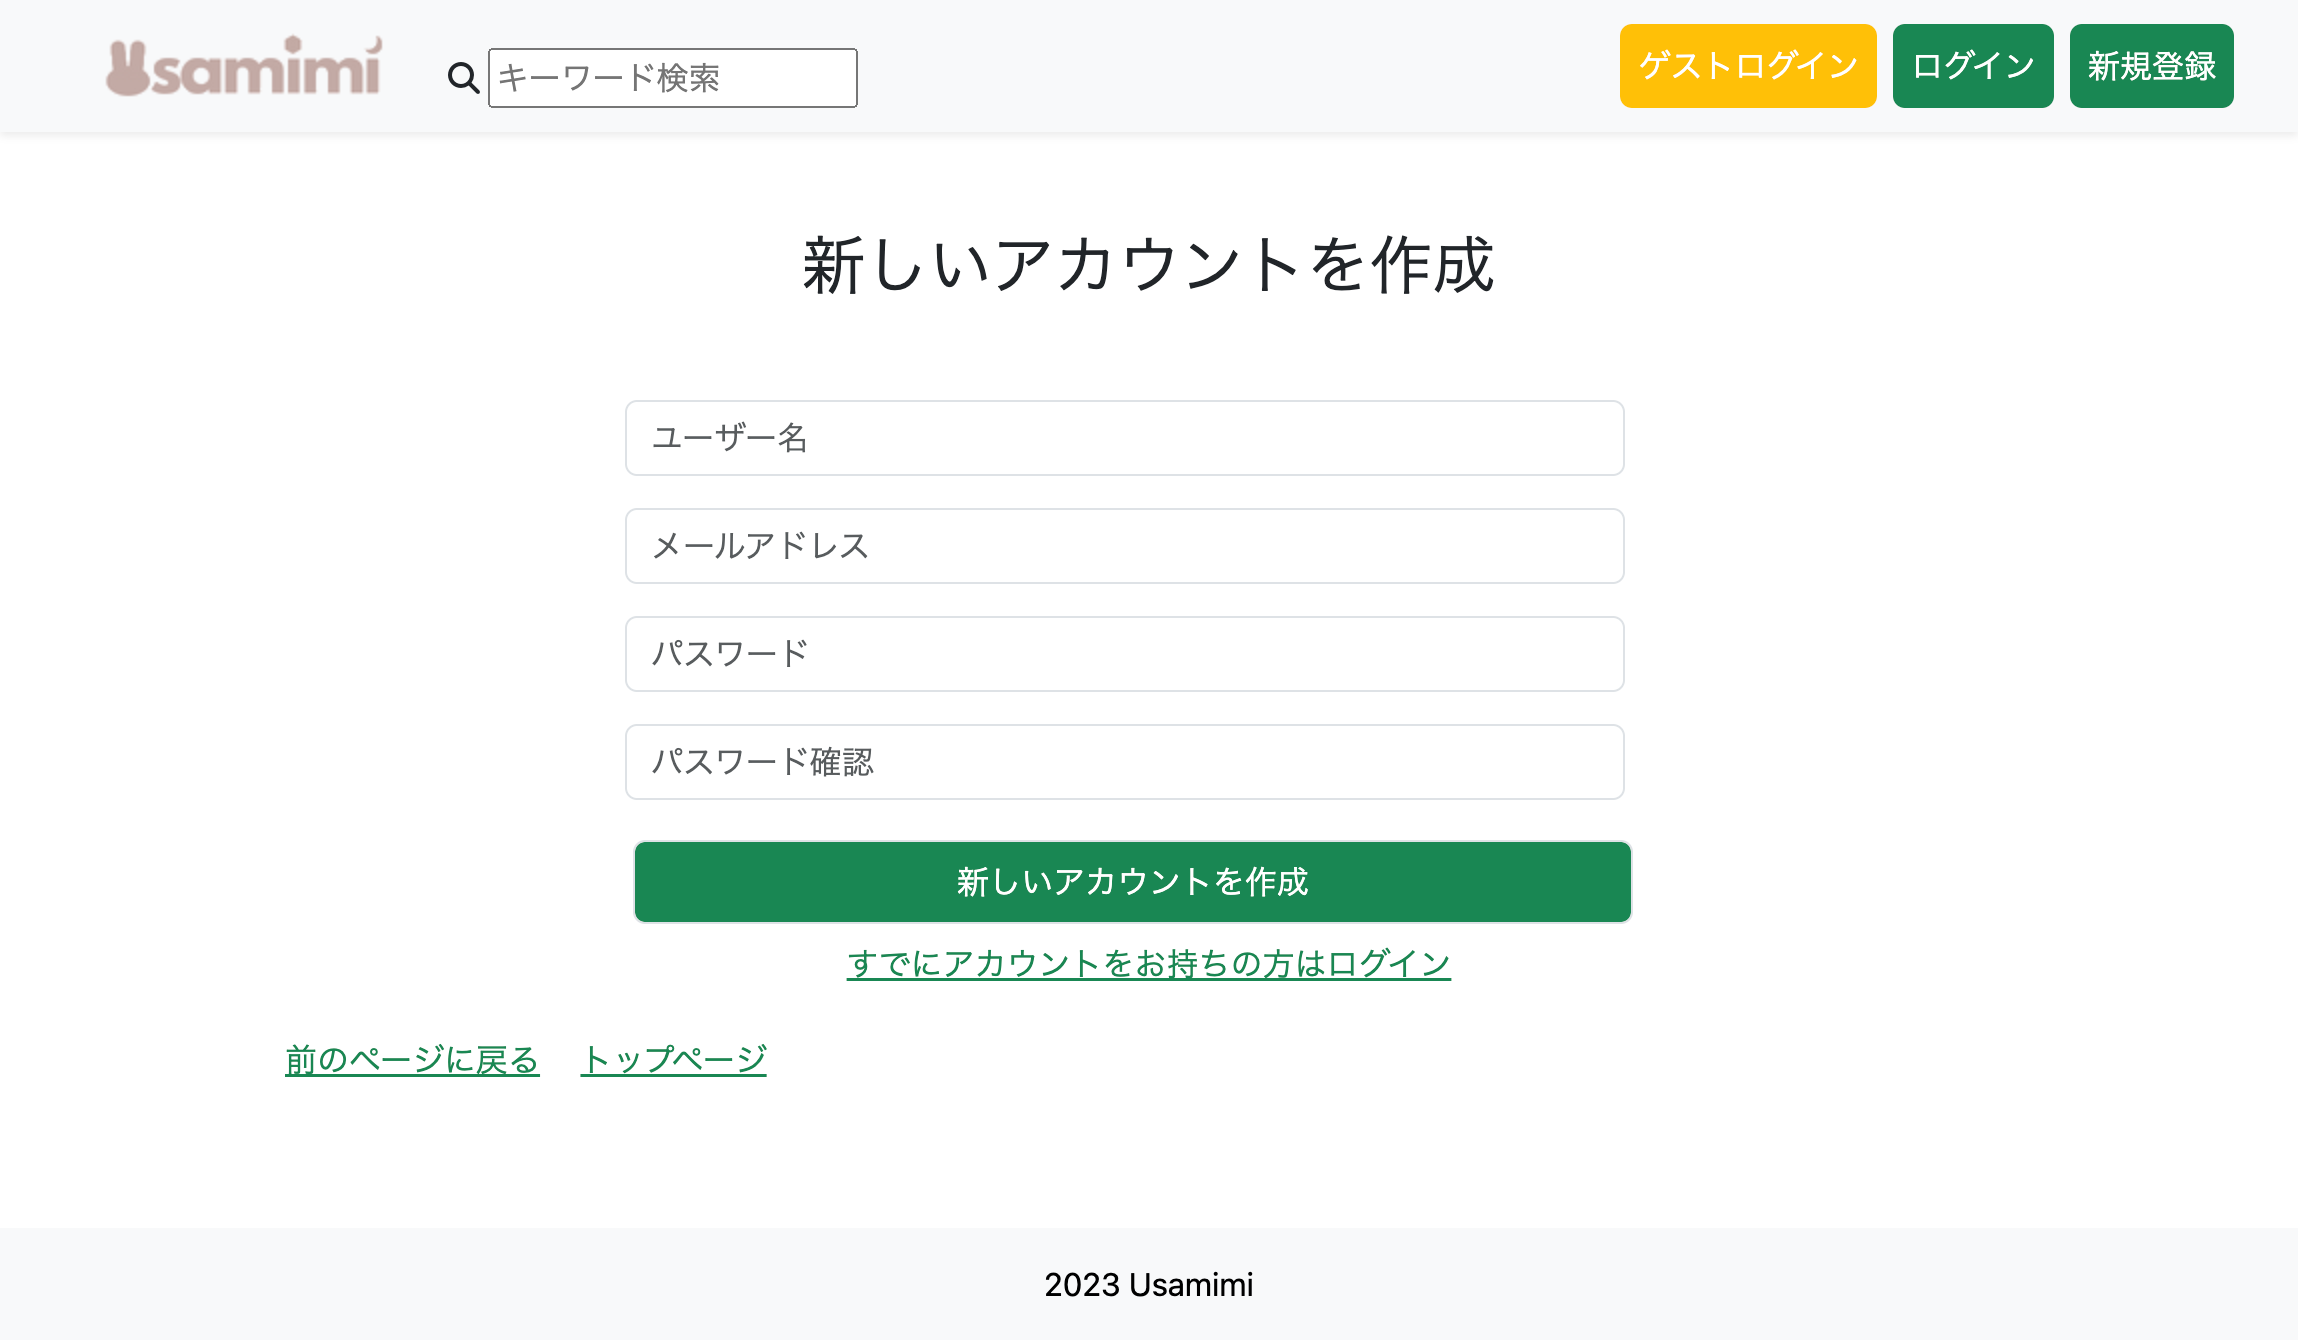 Usamimi
キーワード検索
ゲストログイン
ログイン
新規登録
新しいアカウントを作成
ユーザー名
メールアドレス
パスワード
パスワード確認
新しいアカウントを作成
すでにアカウントをお持ちの方はログイン
前のページに戻る トップページ
2023 Usamimi